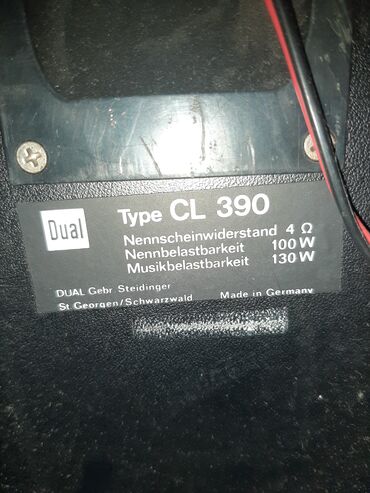 Dual
Type CL 390
Nennscheinwiderstand 4 Ω
Nennbelastbarkeit 100 W
Musikbelastbarkeit 130 W
DUAL Gebr. Steidinger
St Georgen/Schwarzwald Made in Germany